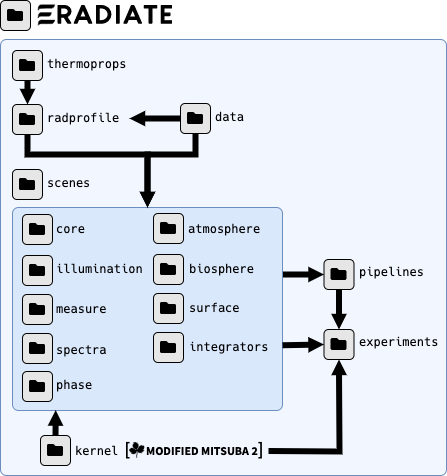 ERADIATE
thermoprops
radprofile
data
scenes
core
atmosphere
illumination
biosphere
pipelines
measure
surface
spectra
integrators
experiments
phase
kernel [MODIFIED MITSUBA 2]